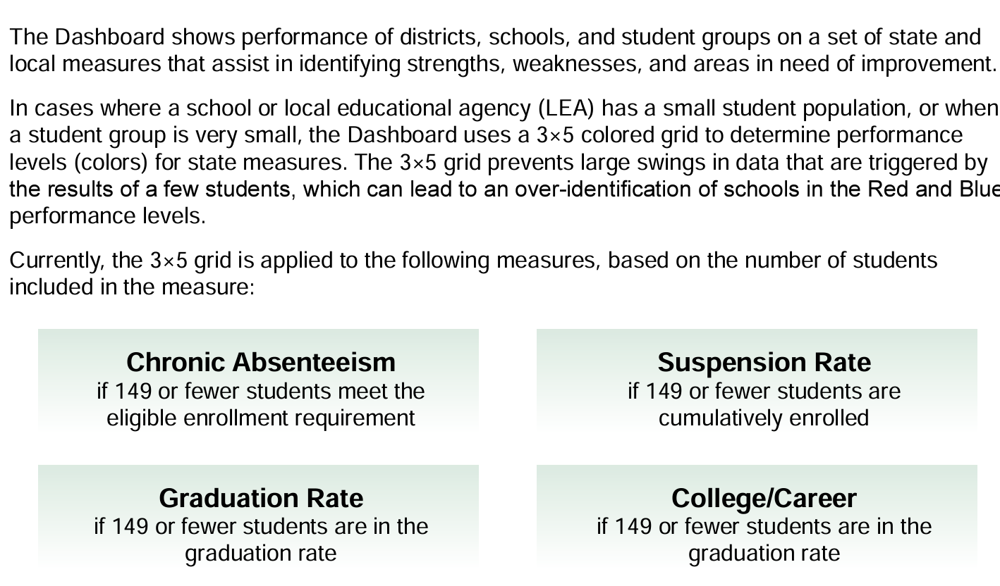 The Dashboard shows performance of districts, schools, and student groups on a set of state and
local measures that assist in identifying strengths, weaknesses, and areas in need of improvement.
In cases where a school or local educational agency (LEA) has a small student population, or when
a student group is very small, the Dashboard uses a 3×5 colored grid to determine performance
levels (colors) for state measures. The 3×5 grid prevents large swings in data that are triggered by
the results of a few students, which can lead to an over-identification of schools in the Red and Blue
performance levels.
Currently, the 3×5 grid is applied to the following measures, based on the number of students
included in the measure:
Chronic Absenteeism
if 149 or fewer students meet the
eligible enrollment requirement
Suspension Rate
if 149 or fewer students are
cumulatively enrolled
Graduation Rate
if 149 or fewer students are in the
graduation rate
College/Career
if 149 or fewer students are in the
graduation rate